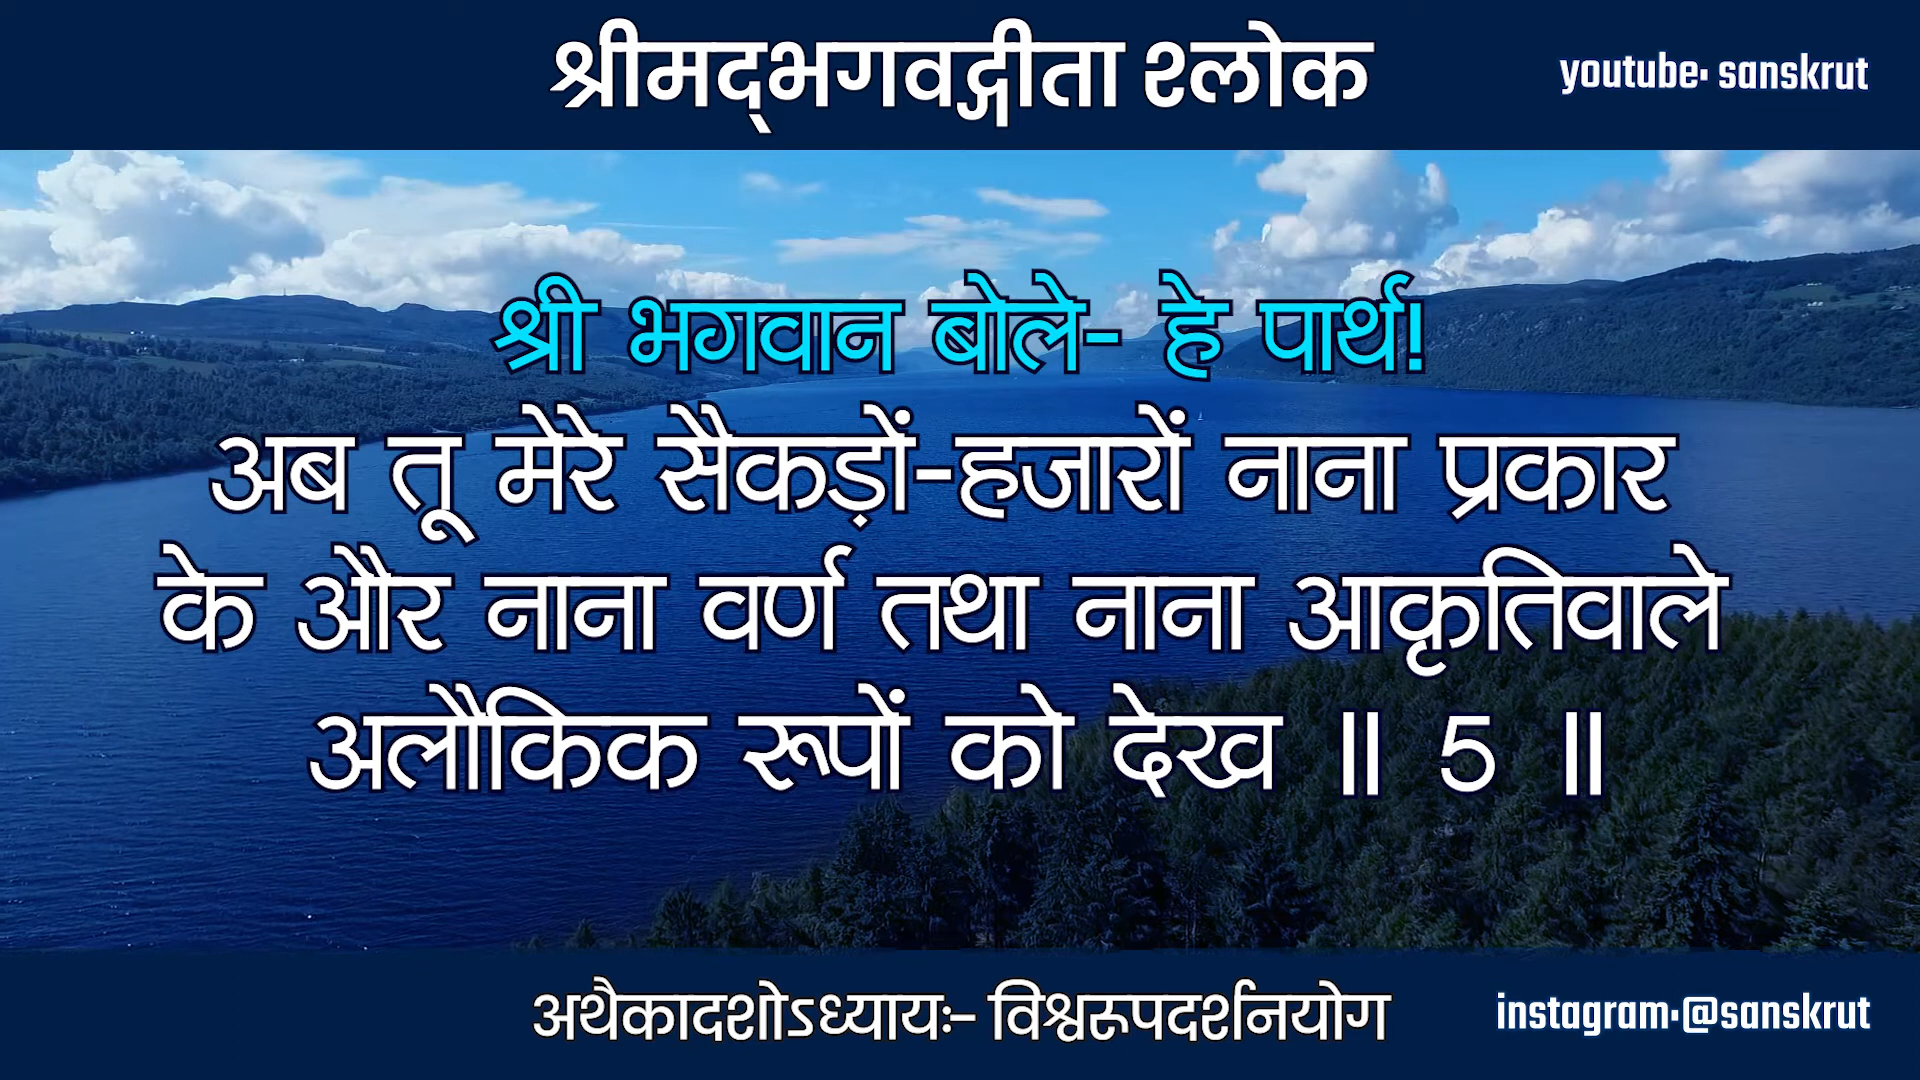 श्रीमद्‌भगवद्गीता श्लोक
youtube: sanskrut
श्री भगवान बोले- हे पार्थ!
अब तू मेरे सैकड़ों-हजारों नाना प्रकार
के और नाना वर्ण तथा नाना आकृतिवाले
अलौकिक रूपों को देख ॥ 5 ॥
अथैकादशोऽध्यायः- विश्वरूपदर्शनयोग
instagram:@sanskrut